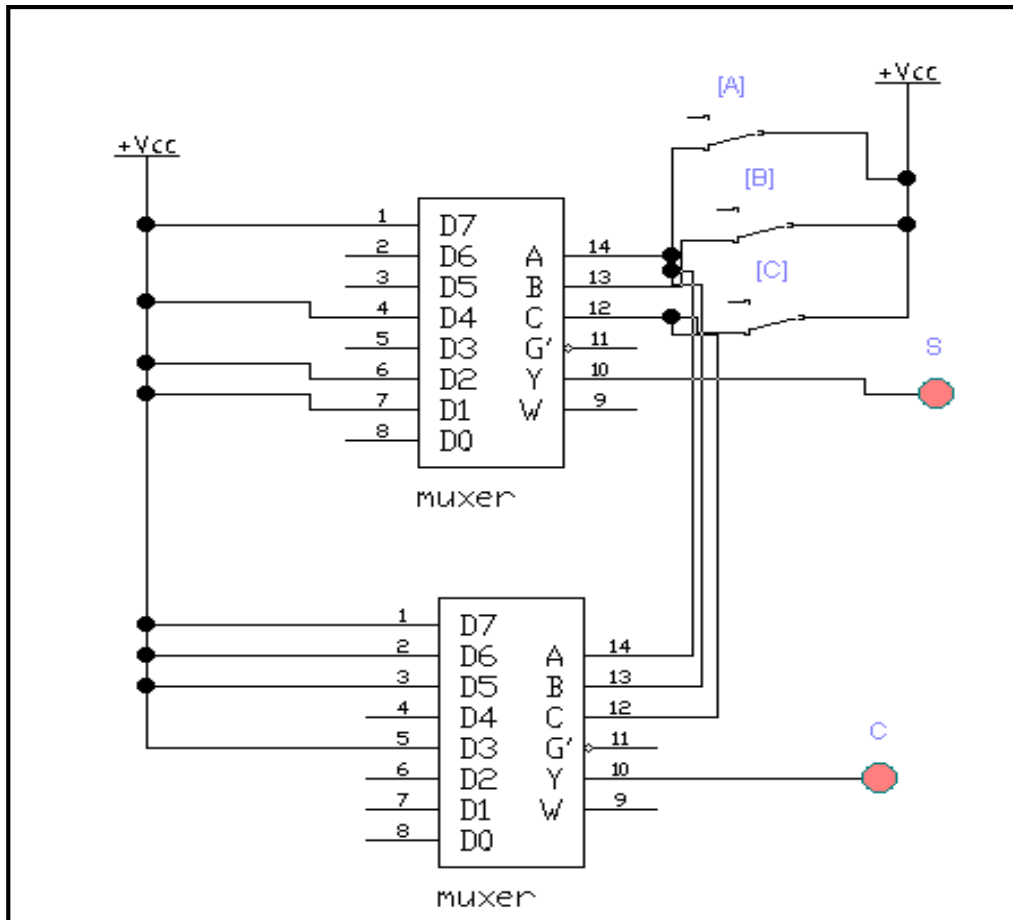 +Vcc
[A]
+Vcc
[B]
[C]
1 D7
2 D6 A 14
3 D5 B 13
4 D4 C 12
5 D3 G' 11
6 D2 Y 10
7 D1 W 9
8 D0
muxer
S
1 D7
2 D6 A 14
3 D5 B 13
4 D4 C 12
5 D3 G' 11
6 D2 Y 10
7 D1 W 9
8 D0
muxer
C